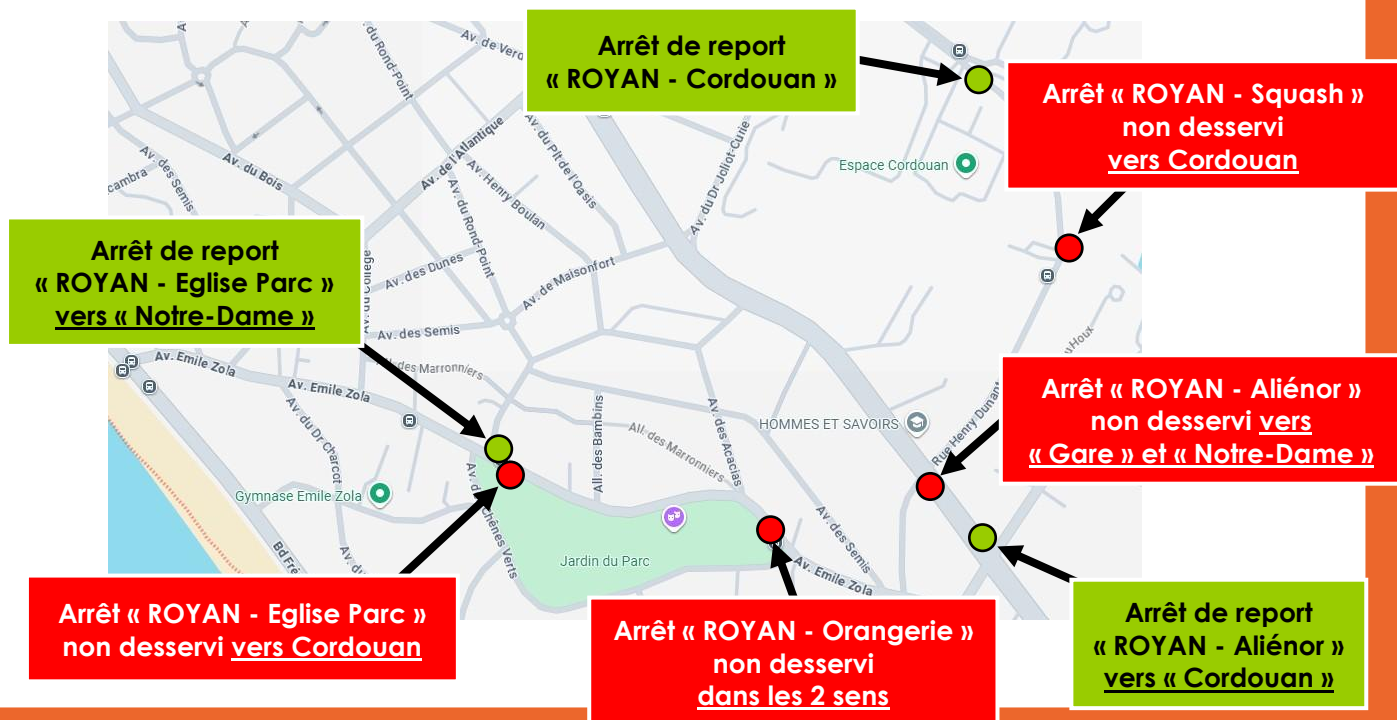 Arrêt de report
« ROYAN - Cordouan »
Arrêt « ROYAN - Squash »
non desservi
vers Cordouan
Arrêt de report
« ROYAN - Eglise Parc »
vers « Notre-Dame »
Arrêt « ROYAN - Aliénor »
non desservi vers
« Gare » et « Notre-Dame »
Arrêt « ROYAN - Eglise Parc »
non desservi vers Cordouan
Arrêt « ROYAN - Orangerie »
non desservi
dans les 2 sens
Arrêt de report
« ROYAN - Aliénor »
vers « Cordouan »
du Rond-Point
Av. de
Av. du Bois
Av. de l'Atlantique
Av. du Plt de l'Oasis
Av. Henry Boulan
Av. du Rond-Point
Av. du Dr Joliot-Curie
Espace Cordouan
Av. des Semis
Av. des Dunes
Av. de Maisonfort
Av. du Collège
Av. des Semis
des Marronniers
Av. Emile Zola
Av. Emile Zola
Av. du Dr Charcot
All. des Bambins
All. des Marronniers
Av. des Acacias
HOMMES ET SAVOIRS
Rue Henry Dunant
Gymnase Emile Zola
Chênes Verts
Jardin du Parc
Av. des Semis
Av. Emile Zola